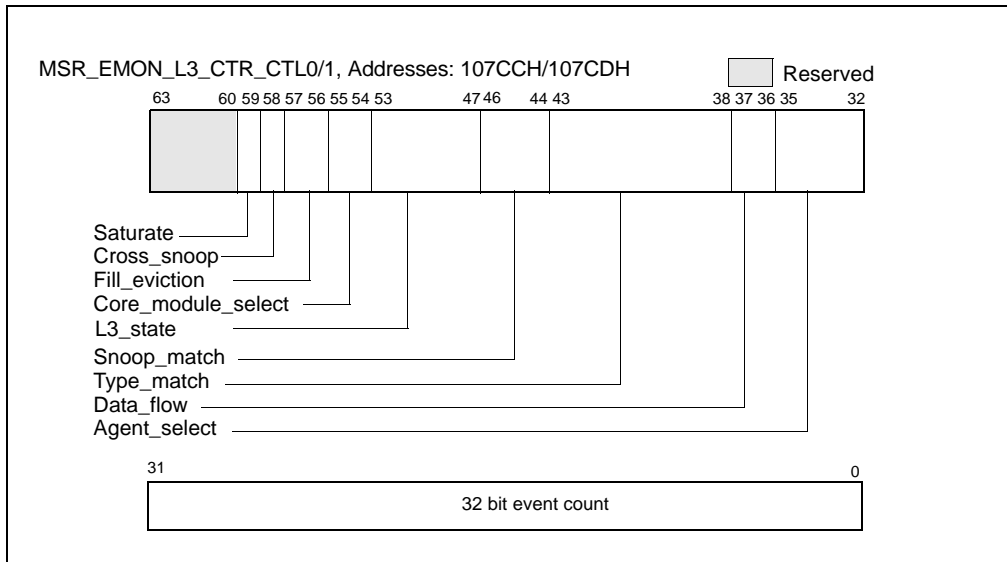 MSR_EMON_L3_CTR_CTL0/1, Addresses: 107CCH/107CDH
Reserved
63 60 59 58 57 56 55 54 53 47 46 44 43 38 37 36 35 32
Saturate
Cross_snoop
Fill_eviction
Core_module_select
L3_state
Snoop_match
Type_match
Data_flow
Agent_select
31 0
32 bit event count